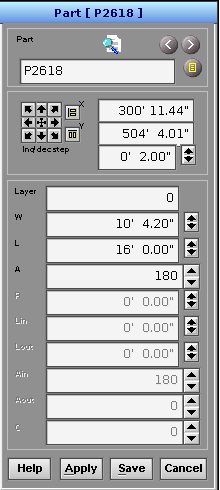 Part [ P2618 ]
Part
P2618
X 300' 11.44"
Y 504' 4.01"
Inc/decstep 0' 2.00"
Layer 0
W 10' 4.20"
L 16' 0.00"
A 180
F 0' 0.00"
Lin 0' 0.00"
Lout 0' 0.00"
Ain 180
Aout 0
C 0
Help Apply Save Cancel